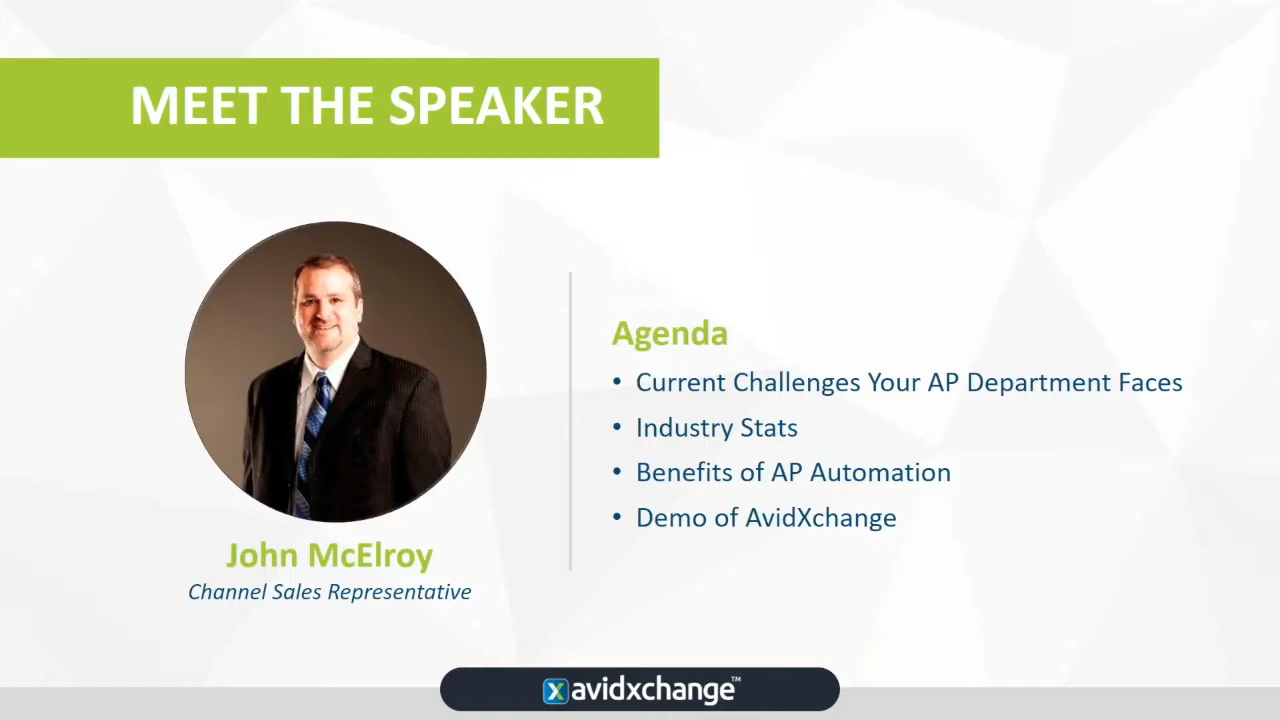 MEET THE SPEAKER
John McElroy
Channel Sales Representative
Agenda
• Current Challenges Your AP Department Faces
• Industry Stats
• Benefits of AP Automation
• Demo of AvidXchange
avidxchange™